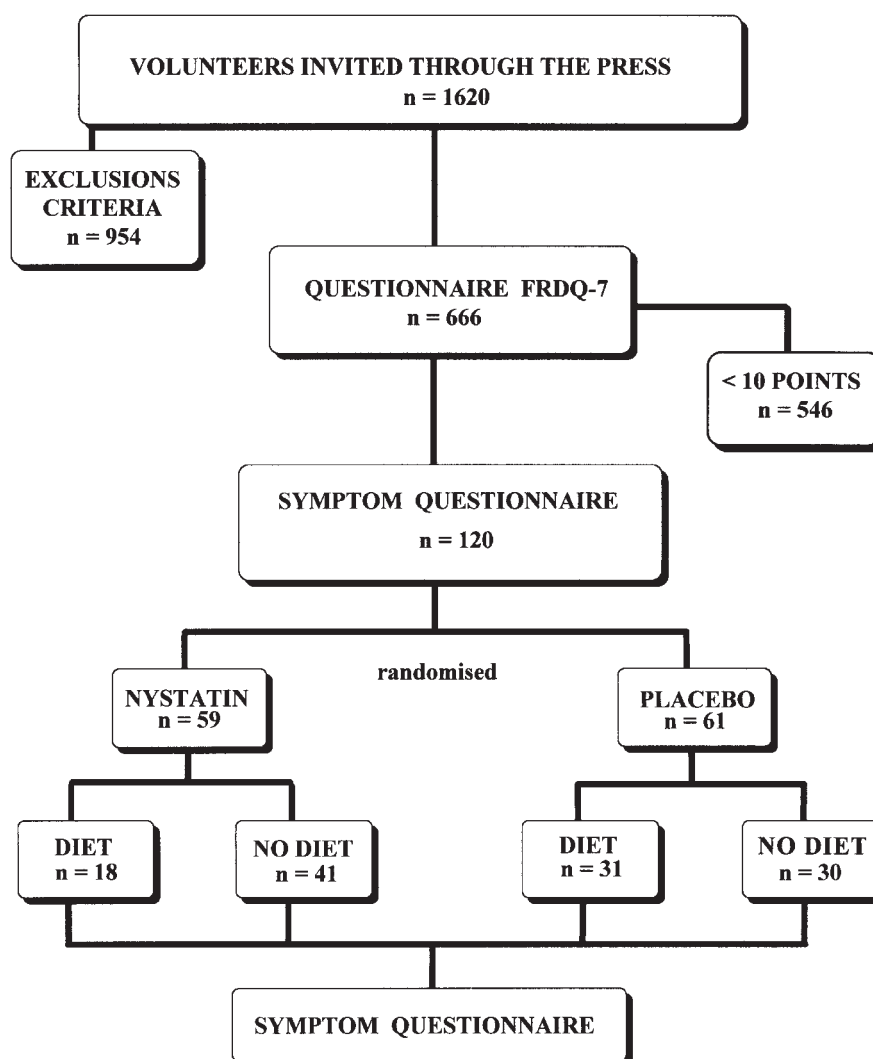 VOLUNTEERS INVITED THROUGH THE PRESS
n = 1620
EXCLUSIONS
CRITERIA
n = 954
QUESTIONNAIRE FRDQ-7
n = 666
< 10 POINTS
n = 546
SYMPTOM QUESTIONNAIRE
n = 120
randomised
NYSTATIN
n = 59
PLACEBO
n = 61
DIET
n = 18
NO DIET
n = 41
DIET
n = 31
NO DIET
n = 30
SYMPTOM QUESTIONNAIRE